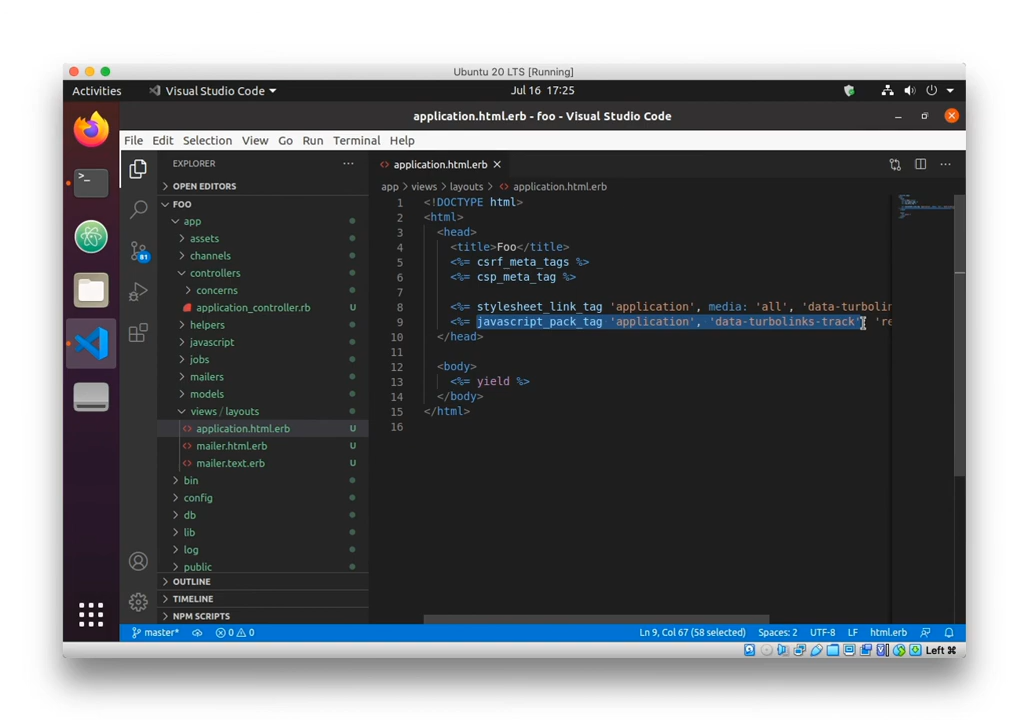 Ubuntu 20 LTS [Running]
Activities
Visual Studio Code
Jul 16 17:25
application.html.erb - foo - Visual Studio Code
File Edit Selection View Go Run Terminal Help
EXPLORER
application.html.erb
OPEN EDITORS
app > views > layouts > application.html.erb
FOO
app
assets
channels
controllers
concerns
application_controller.rb U
helpers
javascript
jobs
mailers
models
views / layouts
application.html.erb U
mailer.html.erb U
mailer.text.erb U
bin
config
db
lib
log
public
OUTLINE
TIMELINE
NPM SCRIPTS
1 <!DOCTYPE html>
2 <html>
3 <head>
4 <title>Foo</title>
5 <%= csrf_meta_tags %>
6 <%= csp_meta_tag %>
7
8 <%= stylesheet_link_tag 'application', media: 'all', 'data-turbolin
9 <%= javascript_pack_tag 'application', 'data-turbolinks-track': 're
10 </head>
11
12 <body>
13 <%= yield %>
14 </body>
15 </html>
16
master* 0 0 Ln 9, Col 67 (58 selected) Spaces: 2 UTF-8 LF html.erb
Left ⌘